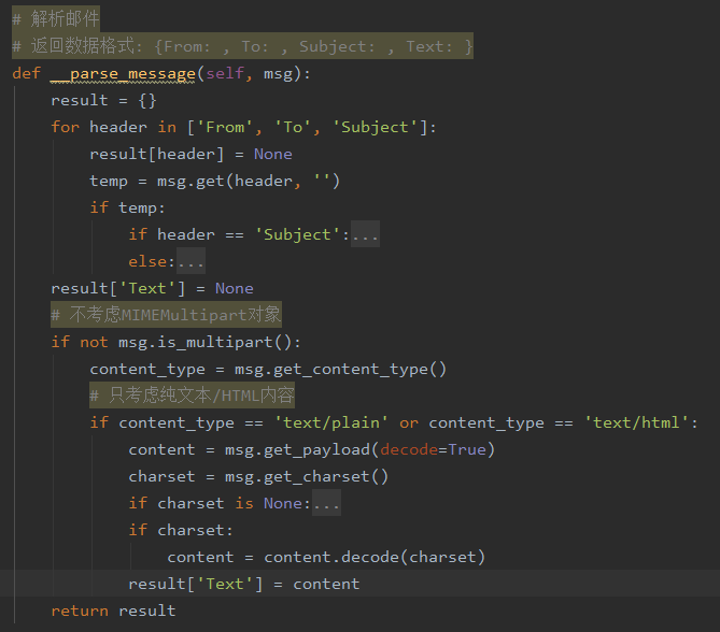 # 解析邮件
# 返回数据格式: {From: , To: , Subject: , Text: }
def __parse_message(self, msg):
    result = {}
    for header in ['From', 'To', 'Subject']:
        result[header] = None
        temp = msg.get(header, '')
        if temp:
            if header == 'Subject':...
            else:...
    result['Text'] = None
    # 不考虑MIMEMultipart对象
    if not msg.is_multipart():
        content_type = msg.get_content_type()
        # 只考虑纯文本/HTML内容
        if content_type == 'text/plain' or content_type == 'text/html':
            content = msg.get_payload(decode=True)
            charset = msg.get_charset()
            if charset is None:...
            if charset:
                content = content.decode(charset)
            result['Text'] = content
    return result